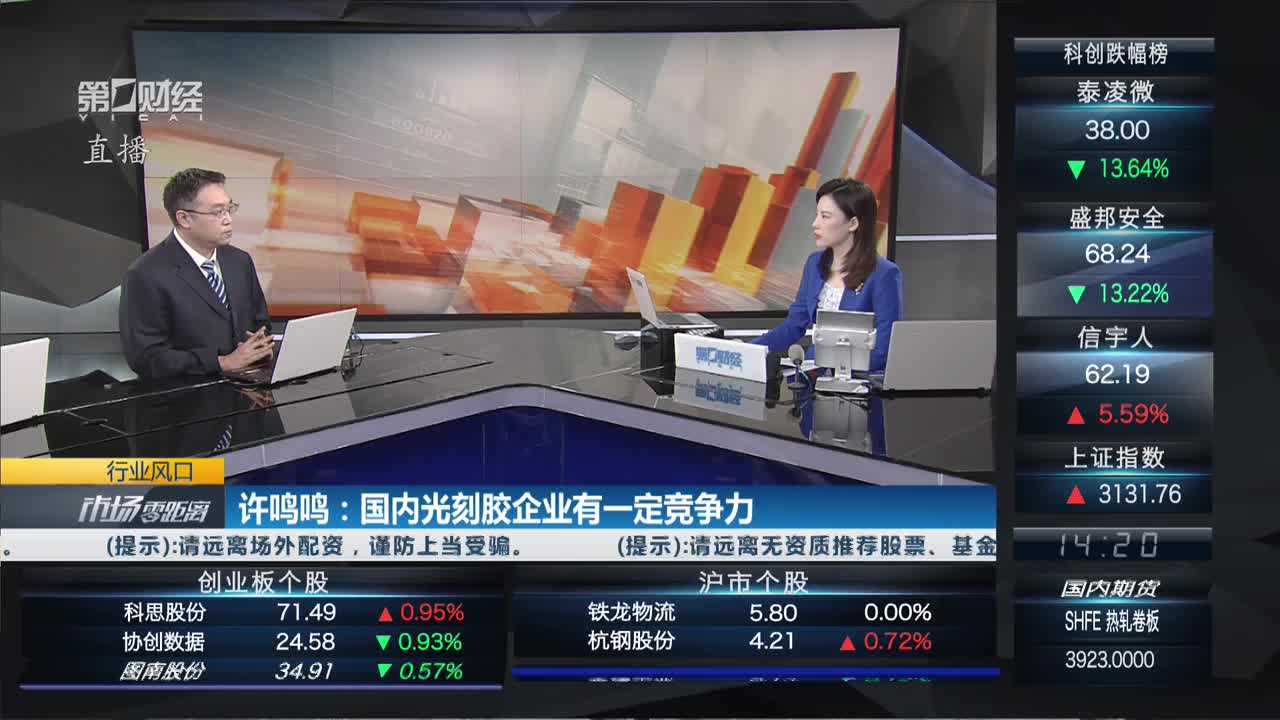 第一财经
YICAI
直播
第一财经
行业风口
市场零距离
许鸣鸣：国内光刻胶企业有一定竞争力
。 (提示):请远离场外配资，谨防上当受骗。 (提示):请远离无资质推荐股票、基金
创业板个股
科思股份 71.49 ▲ 0.95%
协创数据 24.58 ▼ 0.93%
图南股份 34.91 ▼ 0.57%
沪市个股
铁龙物流 5.80 0.00%
杭钢股份 4.21 ▲ 0.72%
科创跌幅榜
泰凌微
38.00
▼ 13.64%
盛邦安全
68.24
▼ 13.22%
信宇人
62.19
▲ 5.59%
上证指数
▲ 3131.76
14:20
国内期货
SHFE 热轧卷板
3923.0000